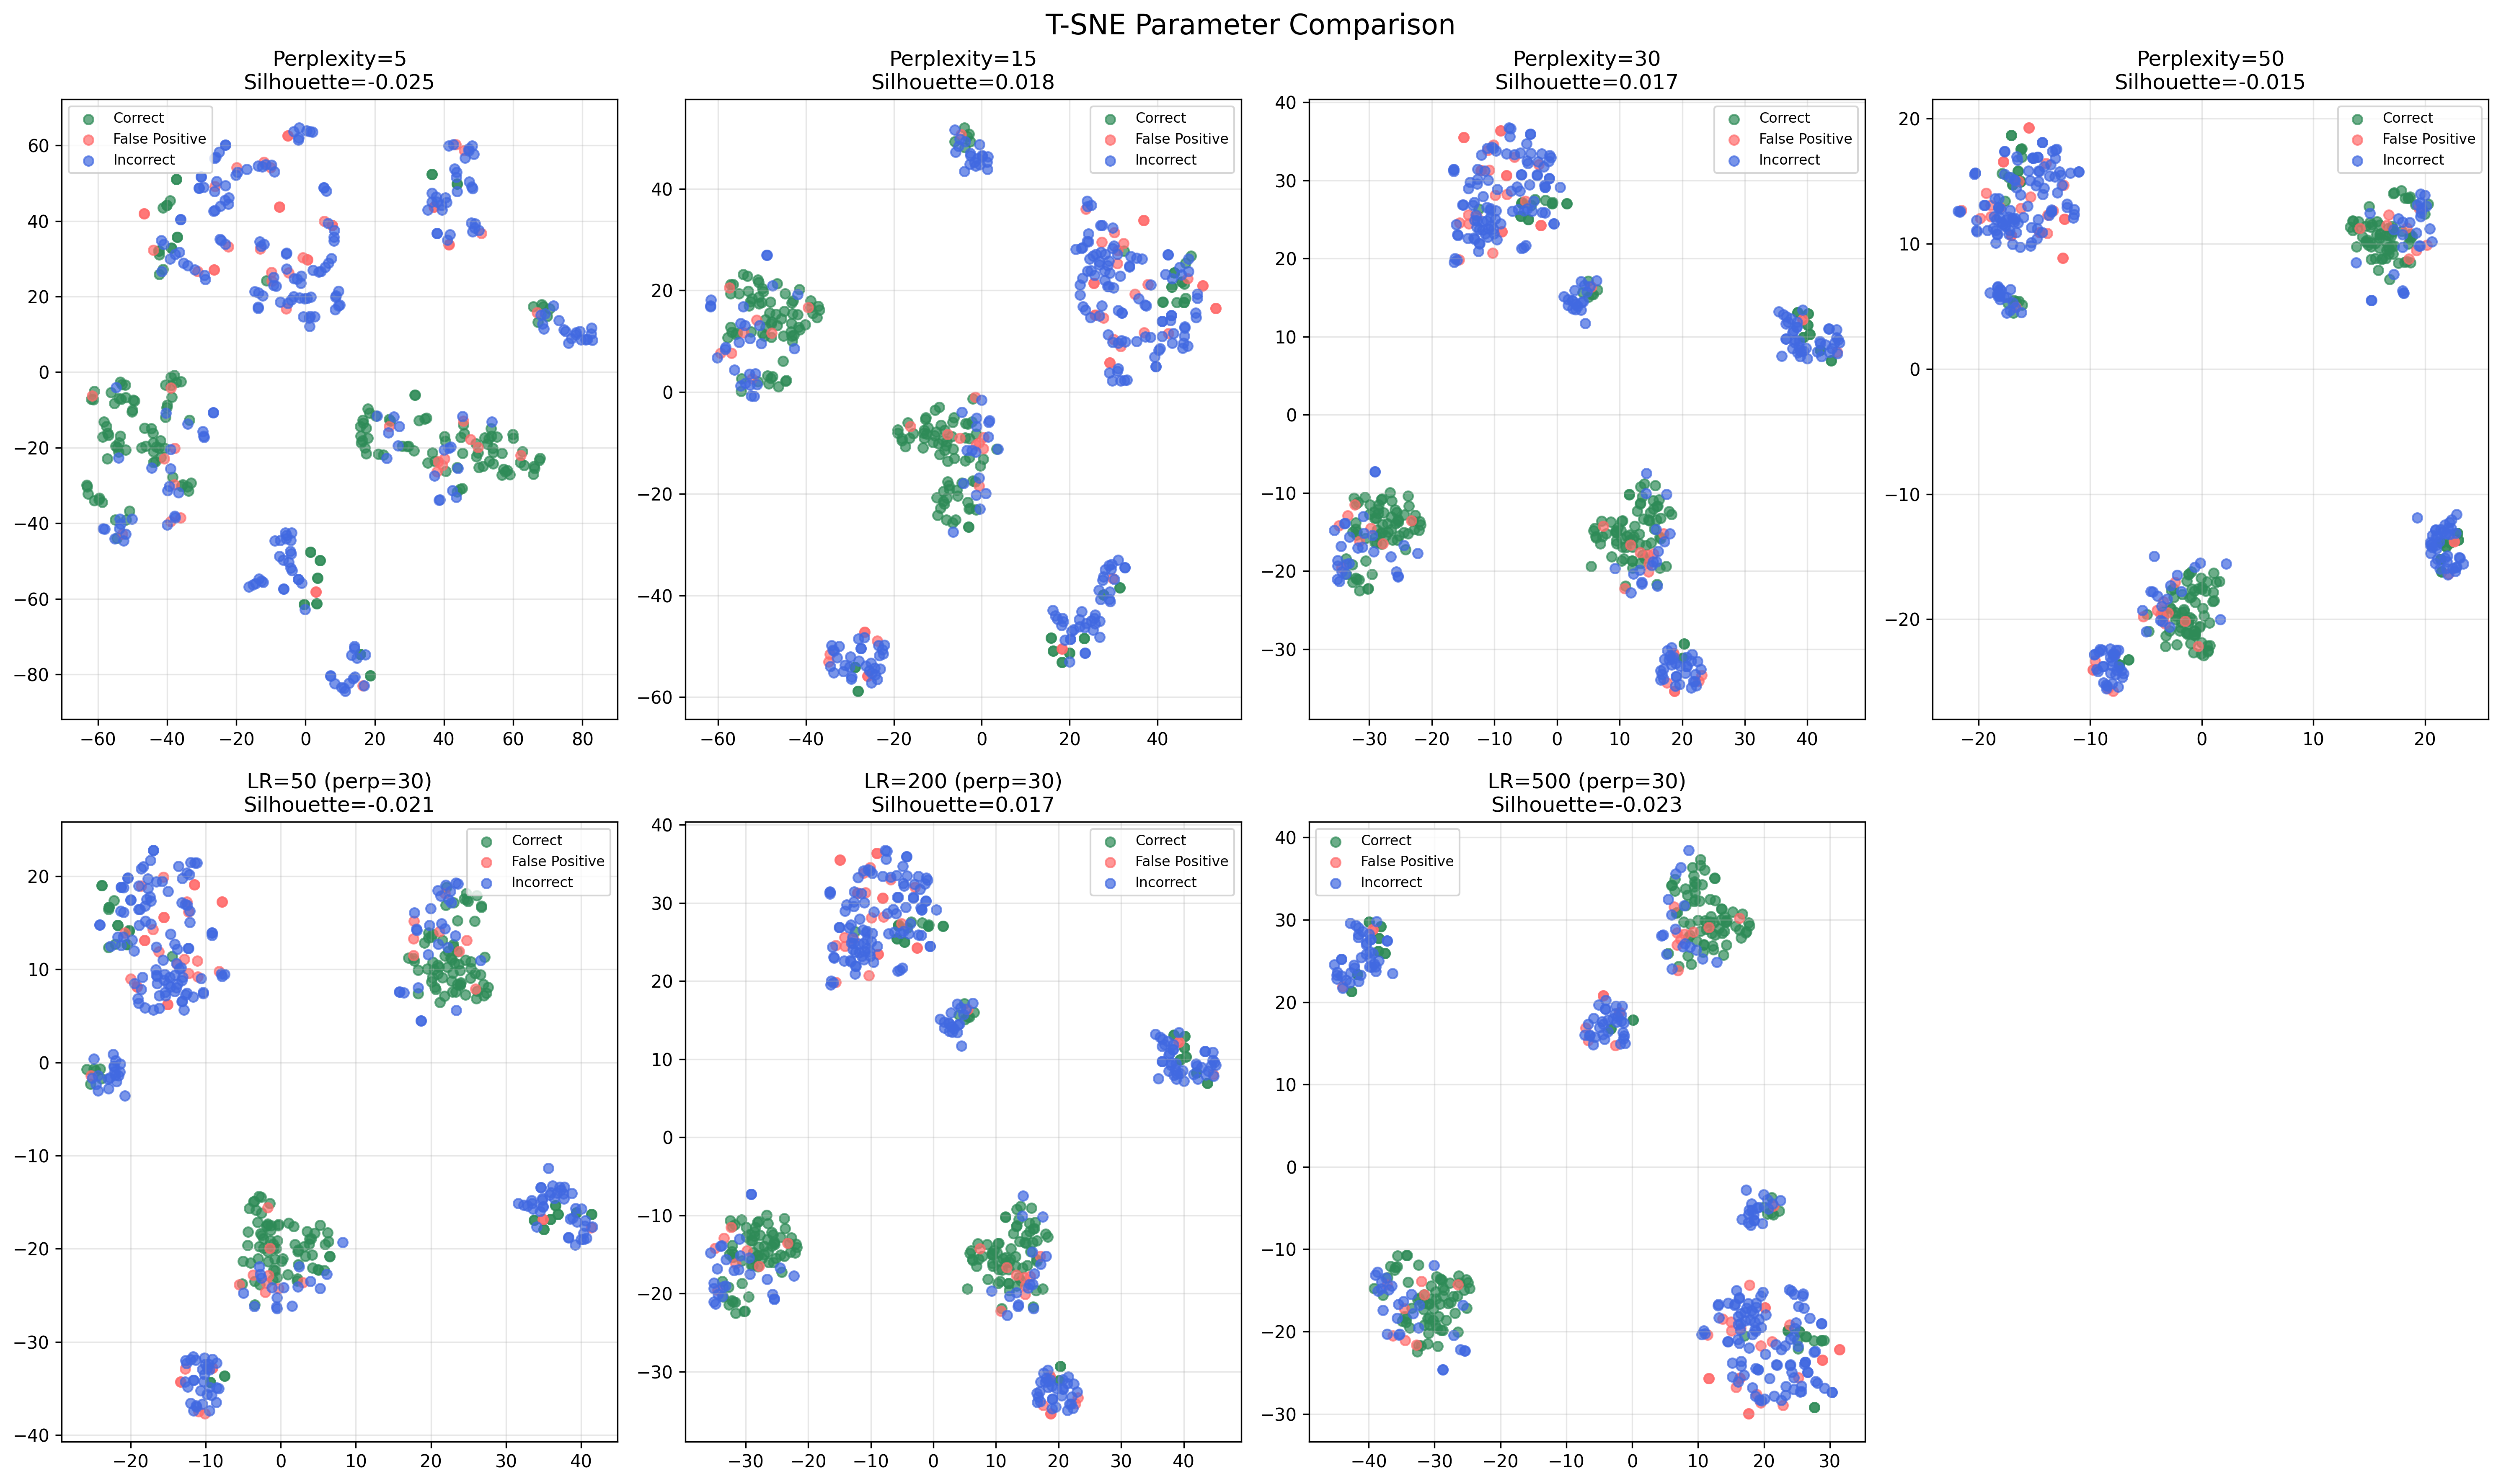 T-SNE Parameter Comparison
Perplexity=5
Silhouette=-0.025
Correct
False Positive
Incorrect
60
40
20
0
−20
−40
−60
−80
−60 −40 −20 0 20 40 60 80
Perplexity=15
Silhouette=0.018
Correct
False Positive
Incorrect
40
20
0
−20
−40
−60
−60 −40 −20 0 20 40
Perplexity=30
Silhouette=0.017
Correct
False Positive
Incorrect
40
30
20
10
0
−10
−20
−30
−30 −20 −10 0 10 20 30 40
Perplexity=50
Silhouette=-0.015
Correct
False Positive
Incorrect
20
10
0
−10
−20
−20 −10 0 10 20
LR=50 (perp=30)
Silhouette=-0.021
Correct
False Positive
Incorrect
20
10
0
−10
−20
−30
−40
−20 −10 0 10 20 30 40
LR=200 (perp=30)
Silhouette=0.017
Correct
False Positive
Incorrect
40
30
20
10
0
−10
−20
−30
−30 −20 −10 0 10 20 30 40
LR=500 (perp=30)
Silhouette=-0.023
Correct
False Positive
Incorrect
40
30
20
10
0
−10
−20
−30
−40 −30 −20 −10 0 10 20 30